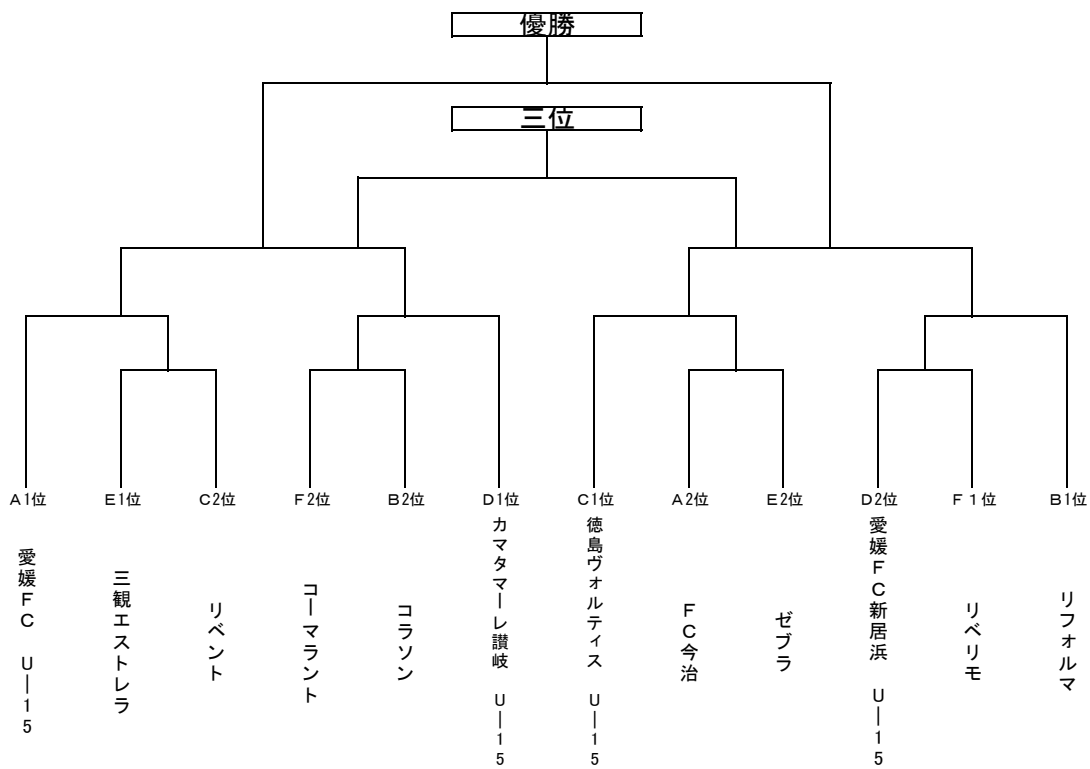 優勝
三位
A1位
E1位
C2位
F2位
B2位
D1位
C1位
A2位
E2位
D2位
F1位
B1位
愛媛FC U―15
三観エストレラ
リベント
コーマラント
コラソン
カマタマーレ讃岐 U―15
徳島ヴォルティス U―15
FC今治
ゼブラ
愛媛FC新居浜 U―15
リベリモ
リフォルマ